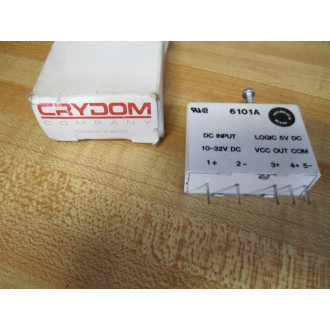 CRYDOM
COMPANY
6101A
DC INPUT LOGIC 5V DC
10-32V DC VCC OUT COM
1+ 2- 3+ 4+ 5-